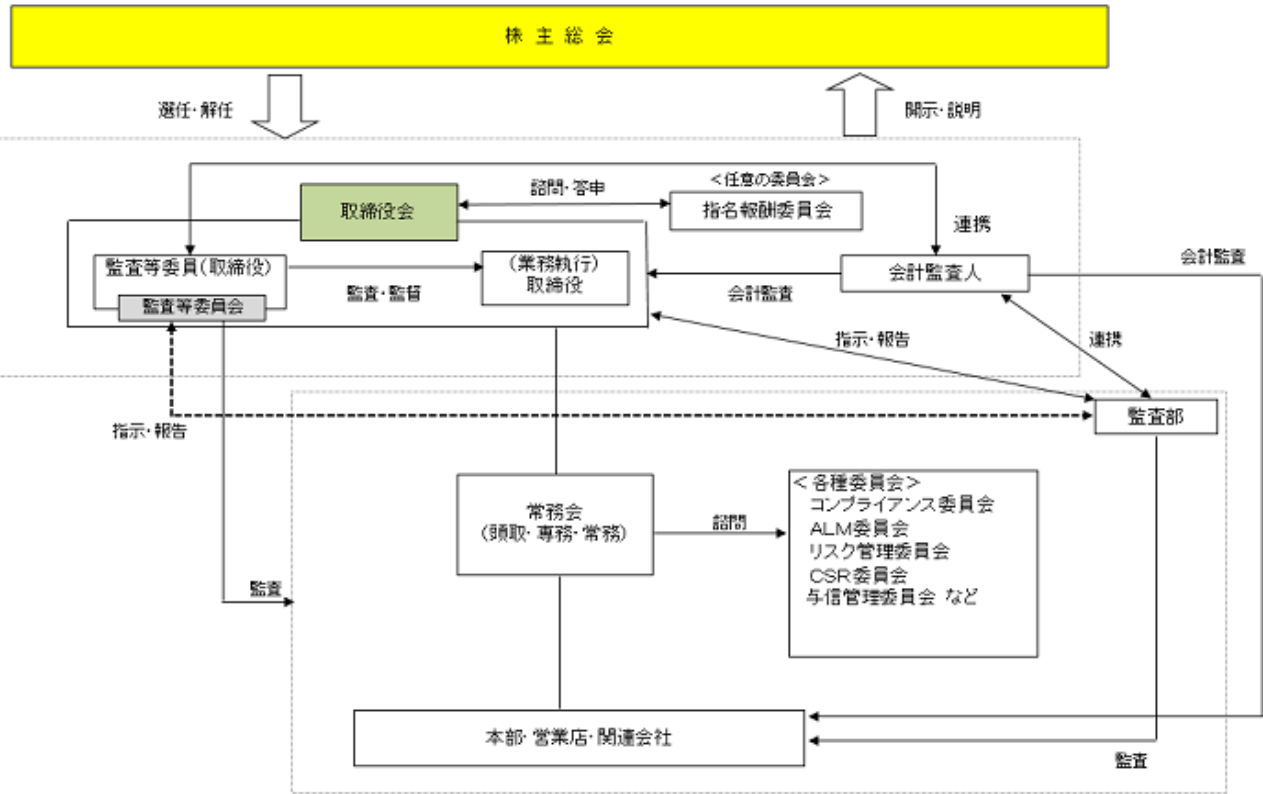 株 主 総 会
選任・解任
開示・説明
<任意の委員会>
諮問・答申
取締役会
指名報酬委員会
連携
監査等委員(取締役)
(業務執行)
取締役
会計監査人
会計監査
監査・監督
会計監査
監査等委員会
指示・報告
連携
監査部
指示・報告
常務会
(頭取・専務・常務)
諮問
<各種委員会>
コンプライアンス委員会
ALM委員会
リスク管理委員会
CSR委員会
与信管理委員会 など
監査
本部・営業店・関連会社
監査